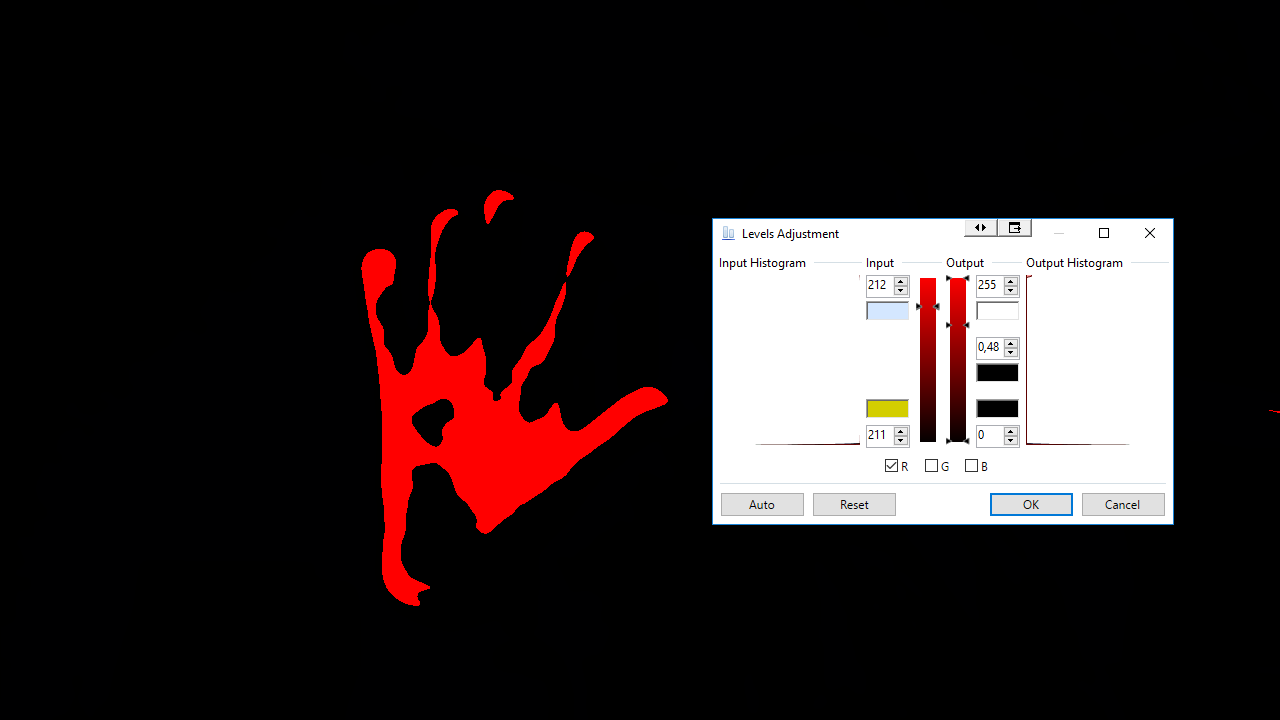 Levels Adjustment
Input Histogram Input Output Output Histogram
212 255
0,48
211 0
R G B
Auto Reset OK Cancel